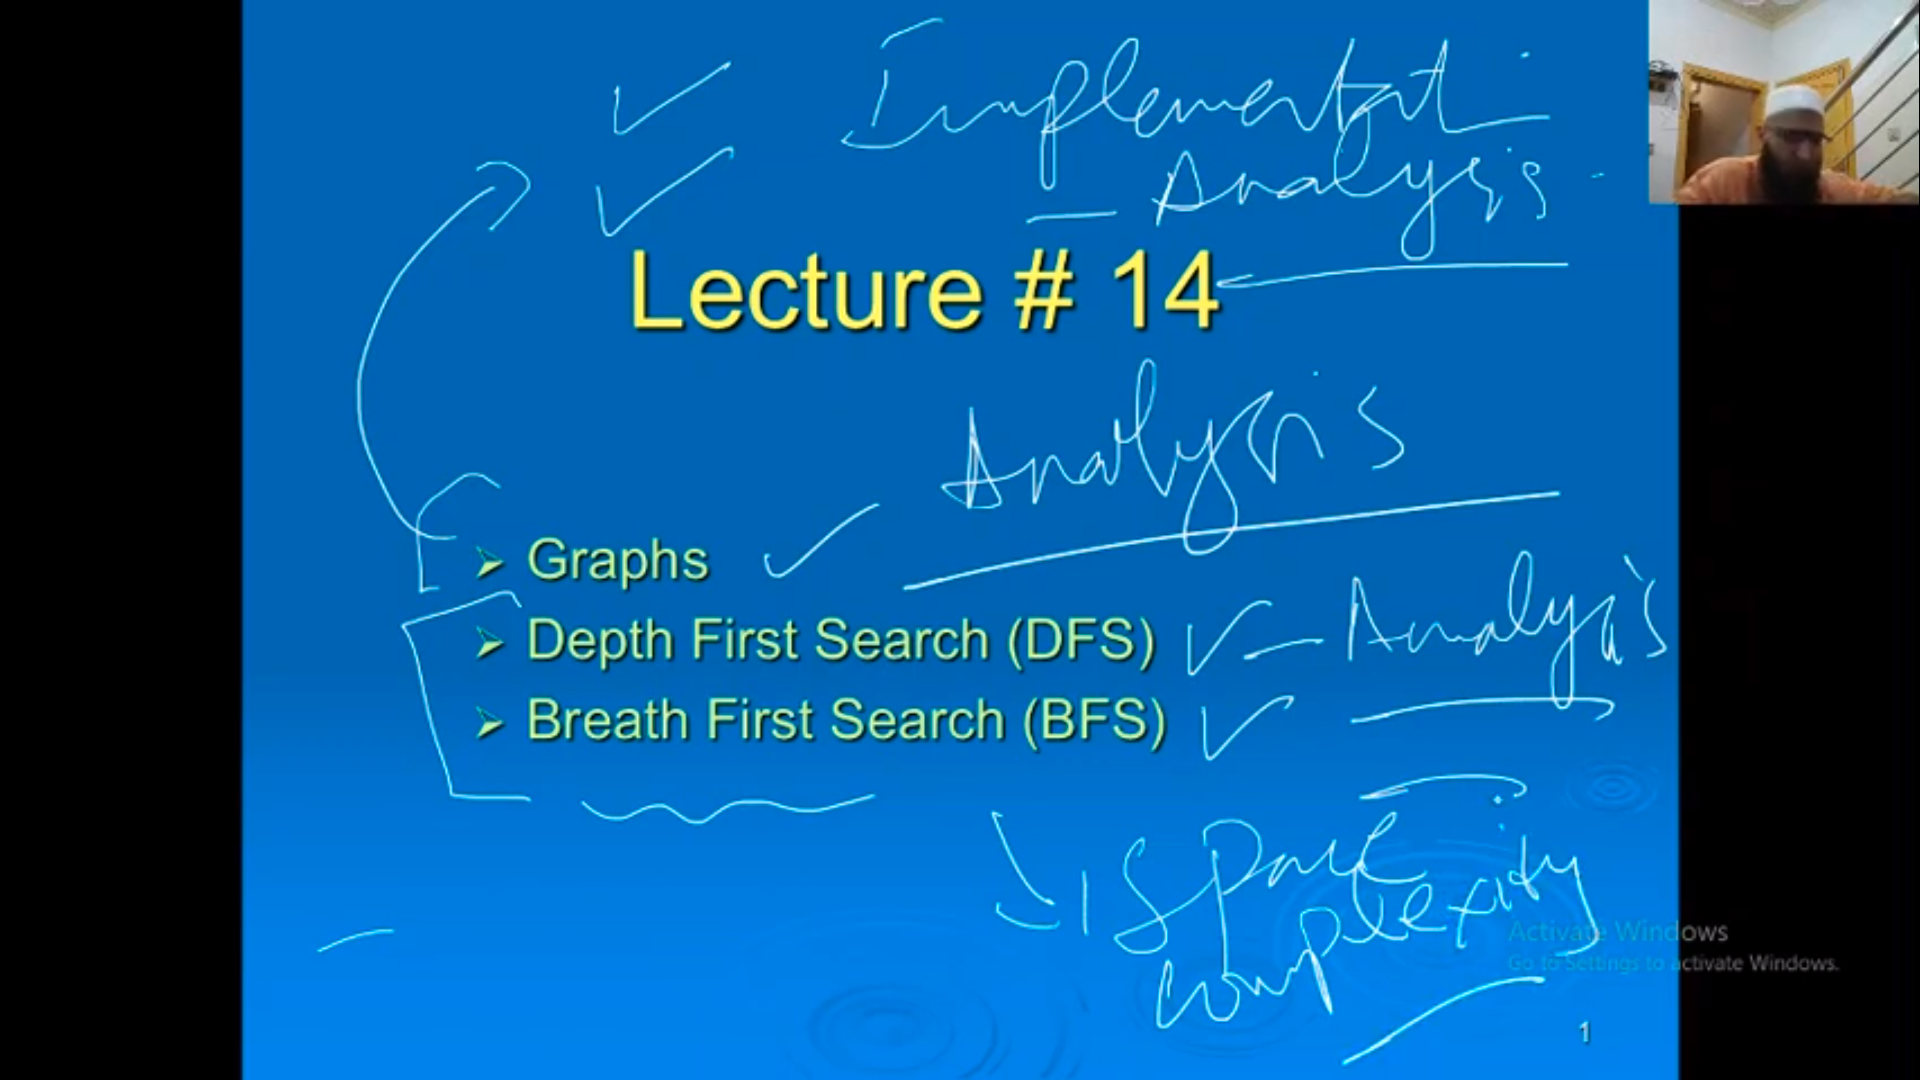 Implementat
- Analysis
Lecture # 14
Analysis
Graphs
Depth First Search (DFS) - Analysis
Breath First Search (BFS)
Space
complexity
Activate Windows
Go to Settings to activate Windows.
1